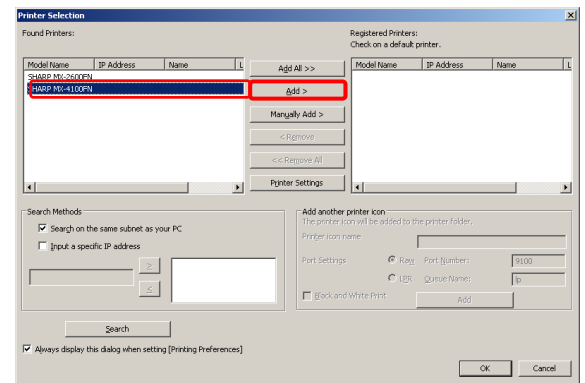 Printer Selection
Found Printers:
Registered Printers:
Check on a default printer.
Model Name IP Address Name L
SHARP MX-2600FN
SHARP MX-4100FN
Add All >>
Add >
Manually Add >
< Remove
<< Remove All
Printer Settings
Model Name IP Address Name L
Search Methods
Search on the same subnet as your PC
Input a specific IP address
≥
≤
Search
Add another printer icon
The printer icon will be added to the printer folder.
Printer icon name
Port Settings Raw Port Number: 9100
LPR Queue Name: lp
Black and White Print Add
Always display this dialog when setting [Printing Preferences]
OK Cancel